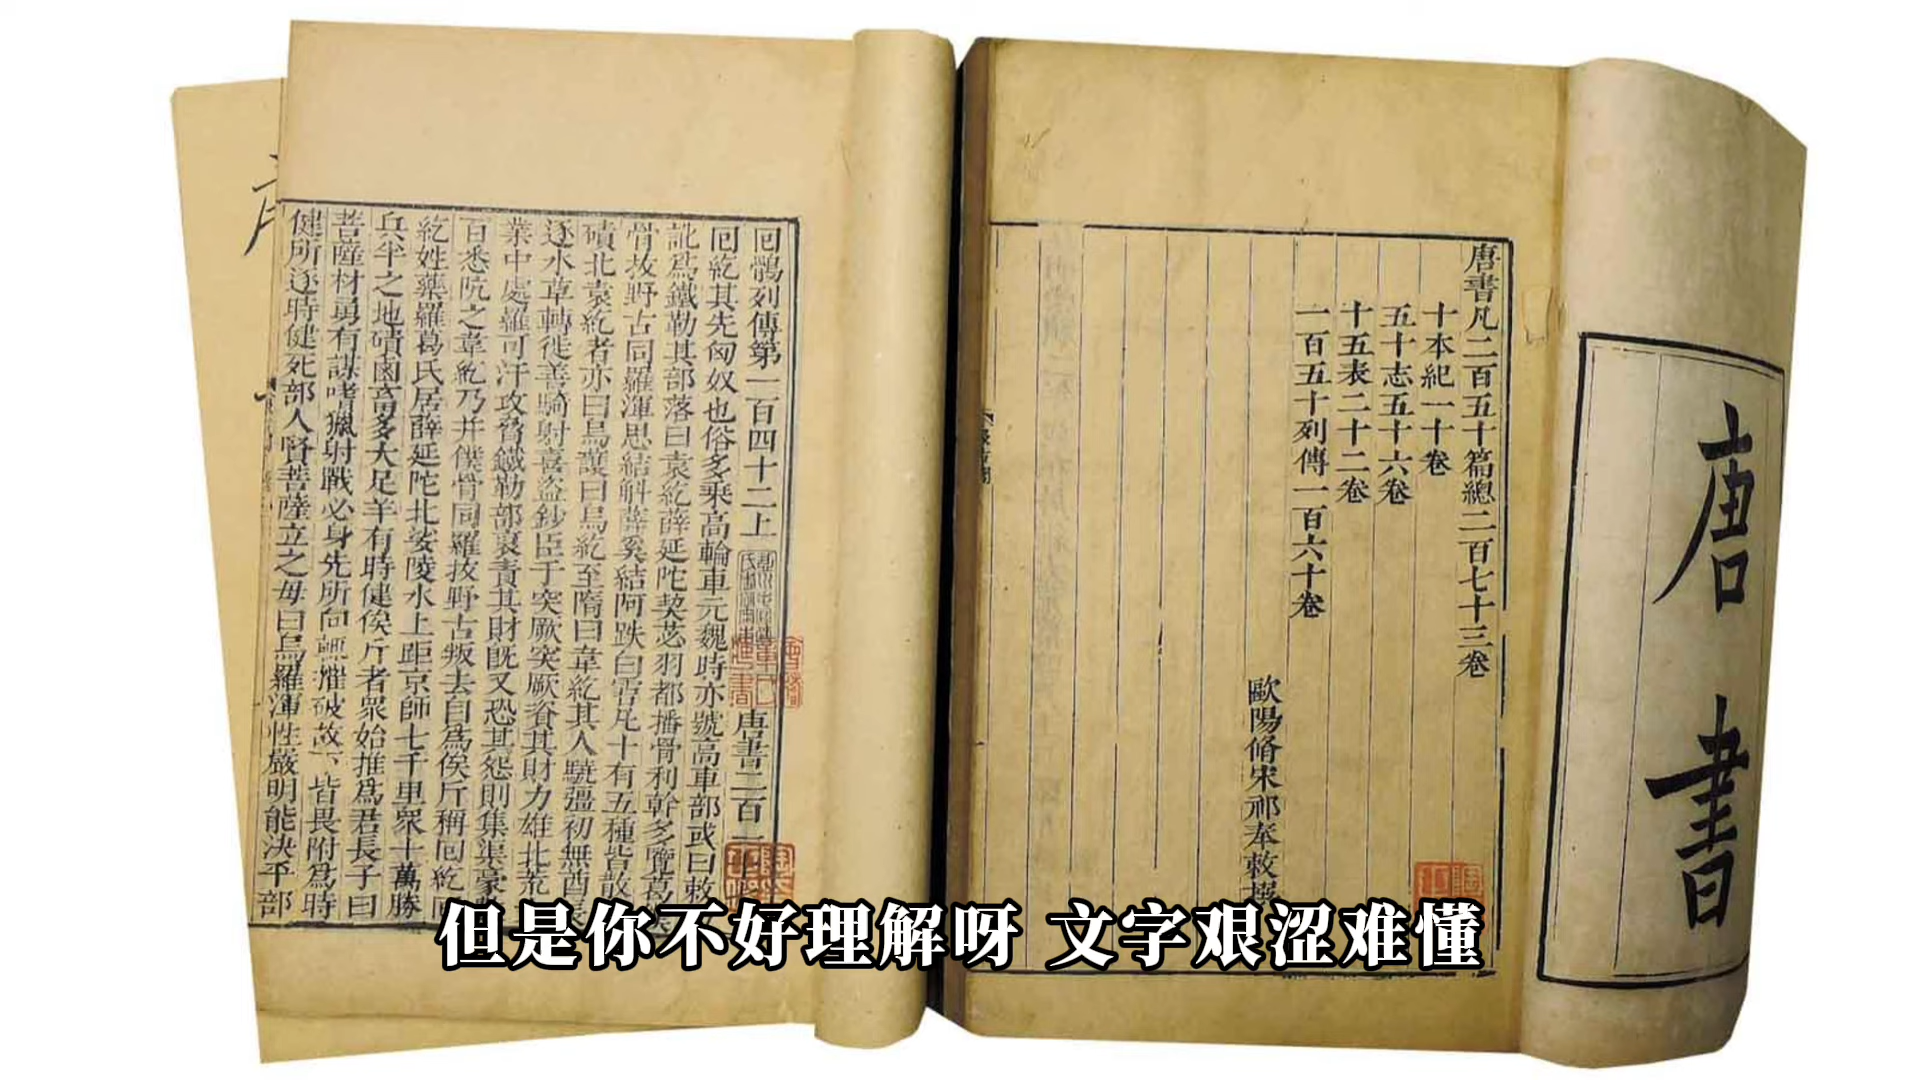 唐書
唐書凡二百五十篇緫二百七十三卷
十本紀一十卷
五十志五十六卷
十五表二十二卷
一百五十列傳一百六十卷
歐陽脩宋祁奉敕撰
回鶻列傳第一百四十二上
唐書二百一
回紇其先匈奴也俗多乗高輪車元魏時亦號高車部或曰敕
訛為鐵勒其部落曰袁紇薛延陀契苾羽都播骨利幹多覽葛
骨拔野古同羅渾思結斛薛奚結阿跌白霫凡十有五種皆散
磧北袁紇者亦曰烏護曰烏紇至隋曰韋紇其人驍彊初無酋長
逐水草轉徙善騎射喜盜鈔臣于突厥突厥資其財力雄北荒
業中處羅可汗攻脅鐵勒部裒責其財旣又恐其怨則集渠豪
百悉阬之韋紇乃并僕骨同羅拔野古叛去自為俟斤稱回紇
紇姓藥羅葛氏居薛延陀北娑陵水上距京師七千里衆十萬勝
兵半之地磧鹵畜多大足羊有時健俟斤者衆始推為君長子曰
菩薩材勇有謀嗜獵射戰必身先所向輒摧破故下皆畏附為時
健所逐時健死部人賢菩薩立之母曰烏羅渾性嚴明能決平部
但是你不好理解呀 文字艰涩难懂